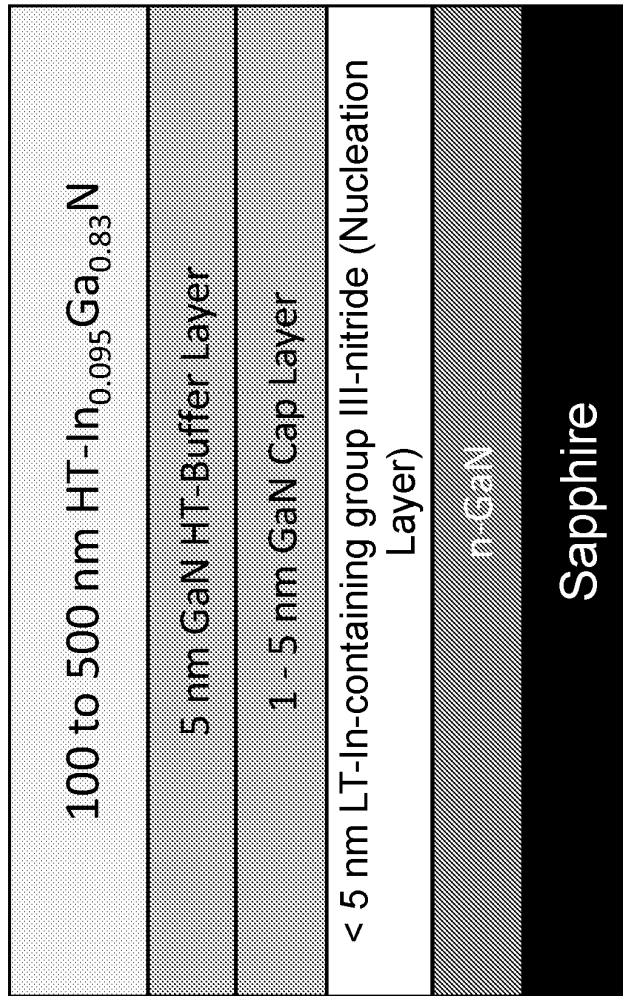 100 to 500 nm HT-In₀.₀₉₅Ga₀.₈₃N
5 nm GaN HT-Buffer Layer
1 - 5 nm GaN Cap Layer
< 5 nm LT-In-containing group III-nitride (Nucleation
Layer)
n-GaN
Sapphire